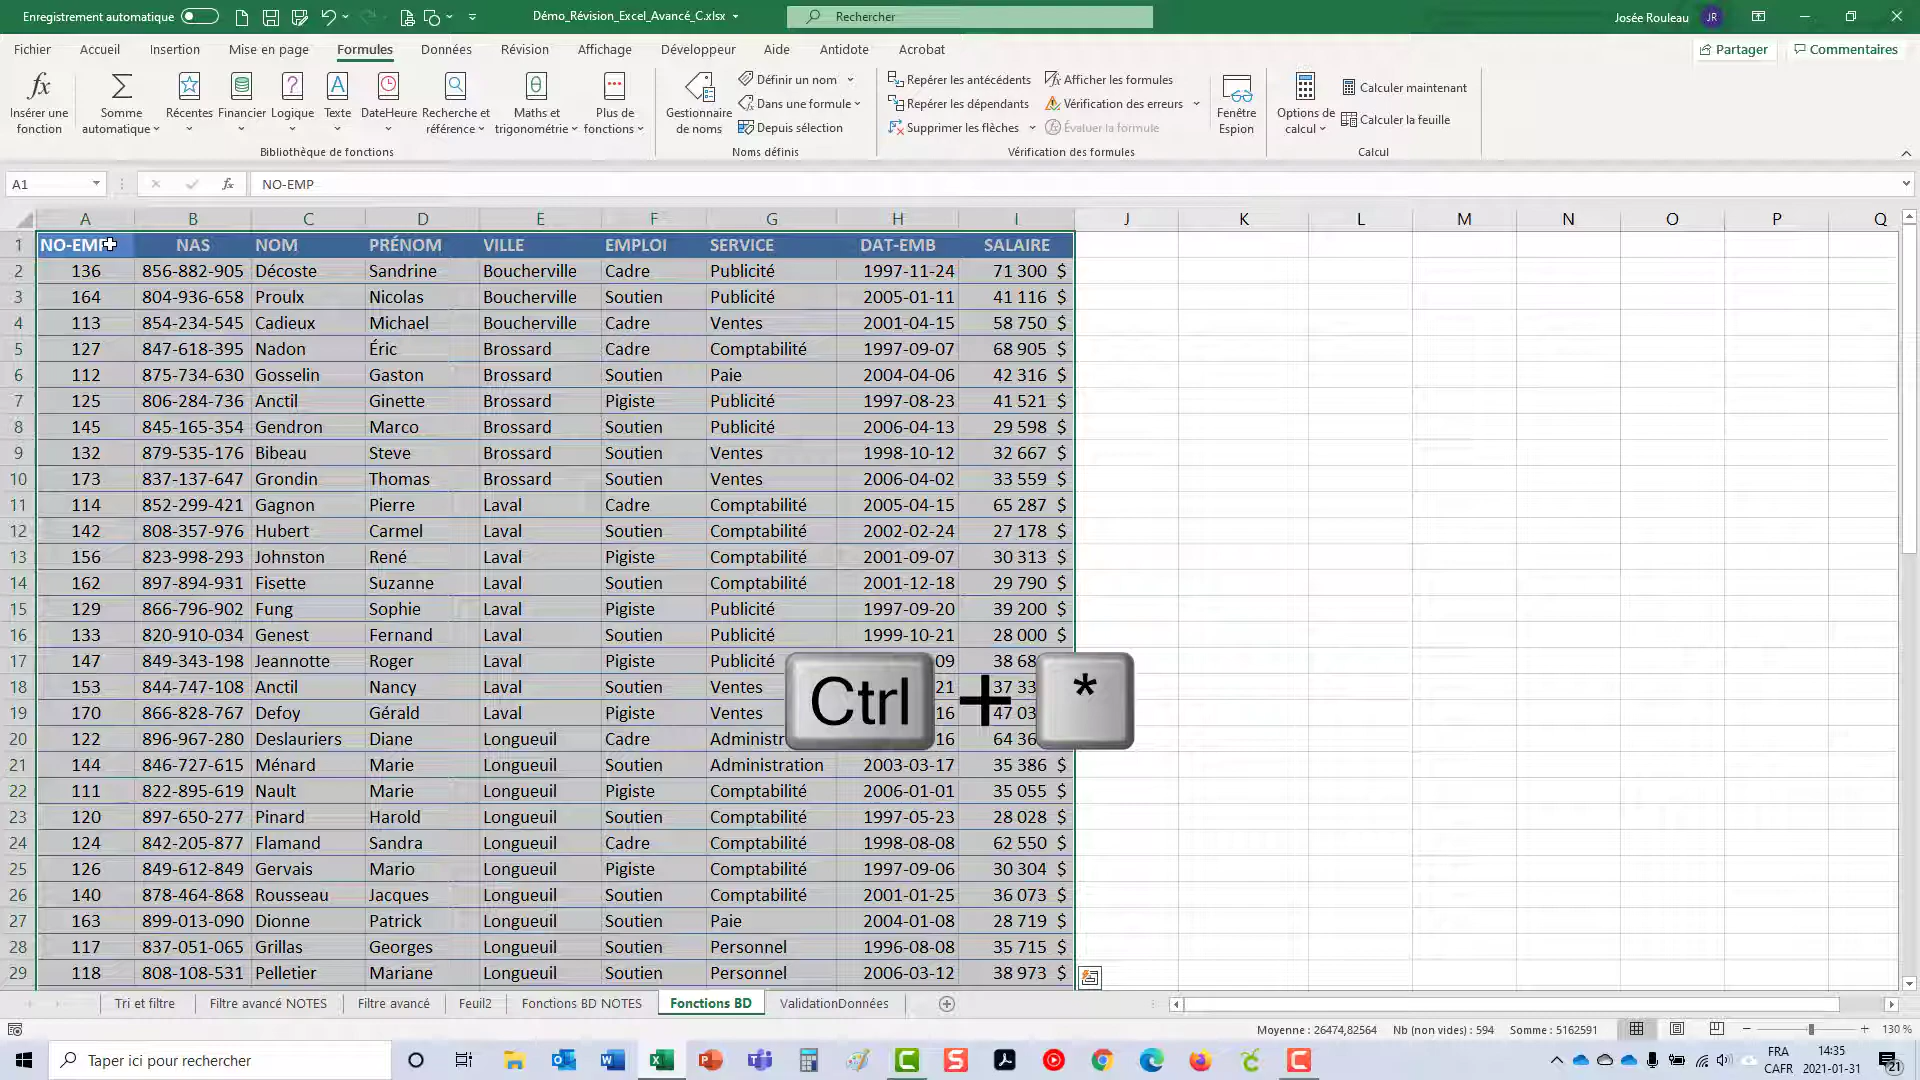 Enregistrement automatique
Démo_Révision_Excel_Avancé_C.xlsx
Rechercher
Josée Rouleau
JR
Fichier Accueil Insertion Mise en page Formules Données Révision Affichage Développeur Aide Antidote Acrobat
Partager Commentaires
Insérer une fonction
Somme automatique
Récentes
Financier
Logique
Texte
DateHeure
Recherche et référence
Maths et trigonométrie
Plus de fonctions
Bibliothèque de fonctions
Gestionnaire de noms
Définir un nom
Dans une formule
Depuis sélection
Noms définis
Repérer les antécédents
Repérer les dépendants
Supprimer les flèches
Afficher les formules
Vérification des erreurs
Évaluer la formule
Vérification des formules
Fenêtre Espion
Options de calcul
Calculer maintenant
Calculer la feuille
Calcul
A1 fx NO-EMP
A B C D E F G H I J K L M N O P Q
1 NO-EMP NAS NOM PRÉNOM VILLE EMPLOI SERVICE DAT-EMB SALAIRE
2 136 856-882-905 Décoste Sandrine Boucherville Cadre Publicité 1997-11-24 71 300 $
3 164 804-936-658 Proulx Nicolas Boucherville Soutien Publicité 2005-01-11 41 116 $
4 113 854-234-545 Cadieux Michael Boucherville Cadre Ventes 2001-04-15 58 750 $
5 127 847-618-395 Nadon Éric Brossard Cadre Comptabilité 1997-09-07 68 905 $
6 112 875-734-630 Gosselin Gaston Brossard Soutien Paie 2004-04-06 42 316 $
7 125 806-284-736 Anctil Ginette Brossard Pigiste Publicité 1997-08-23 41 521 $
8 145 845-165-354 Gendron Marco Brossard Soutien Publicité 2006-04-13 29 598 $
9 132 879-535-176 Bibeau Steve Brossard Soutien Ventes 1998-10-12 32 667 $
10 173 837-137-647 Grondin Thomas Brossard Soutien Ventes 2006-04-02 33 559 $
11 114 852-299-421 Gagnon Pierre Laval Cadre Comptabilité 2005-04-15 65 287 $
12 142 808-357-976 Hubert Carmel Laval Soutien Comptabilité 2002-02-24 27 178 $
13 156 823-998-293 Johnston René Laval Pigiste Comptabilité 2001-09-07 30 313 $
14 162 897-894-931 Fisette Suzanne Laval Soutien Comptabilité 2001-12-18 29 790 $
15 129 866-796-902 Fung Sophie Laval Pigiste Publicité 1997-09-20 39 200 $
16 133 820-910-034 Genest Fernand Laval Soutien Publicité 1999-10-21 28 000 $
17 147 849-343-198 Jeannotte Roger Laval Pigiste Publicité 09 38 68
18 153 844-747-108 Anctil Nancy Laval Soutien Ventes 21 37 33
19 170 866-828-767 Defoy Gérald Laval Pigiste Ventes 16 47 03
Ctrl + *
20 122 896-967-280 Deslauriers Diane Longueuil Cadre Administr 16 64 36
21 144 846-727-615 Ménard Marie Longueuil Soutien Administration 2003-03-17 35 386 $
22 111 822-895-619 Nault Marie Longueuil Pigiste Comptabilité 2006-01-01 35 055 $
23 120 897-650-277 Pinard Harold Longueuil Soutien Comptabilité 1997-05-23 28 028 $
24 124 842-205-877 Flamand Sandra Longueuil Cadre Comptabilité 1998-08-08 62 550 $
25 126 849-612-849 Gervais Mario Longueuil Pigiste Comptabilité 1997-09-06 30 304 $
26 140 878-464-868 Rousseau Jacques Longueuil Soutien Comptabilité 2001-01-25 36 073 $
27 163 899-013-090 Dionne Patrick Longueuil Soutien Paie 2004-01-08 28 719 $
28 117 837-051-065 Grillas Georges Longueuil Soutien Personnel 1996-08-08 35 715 $
29 118 808-108-531 Pelletier Mariane Longueuil Soutien Personnel 2006-03-12 38 973 $
Tri et filtre Filtre avancé NOTES Filtre avancé Feuil2 Fonctions BD NOTES Fonctions BD ValidationDonnées
Moyenne : 26474,82564 Nb (non vides) : 594 Somme : 5162591 130 %
Taper ici pour rechercher
FRA
CAFR
14:35
2021-01-31
21